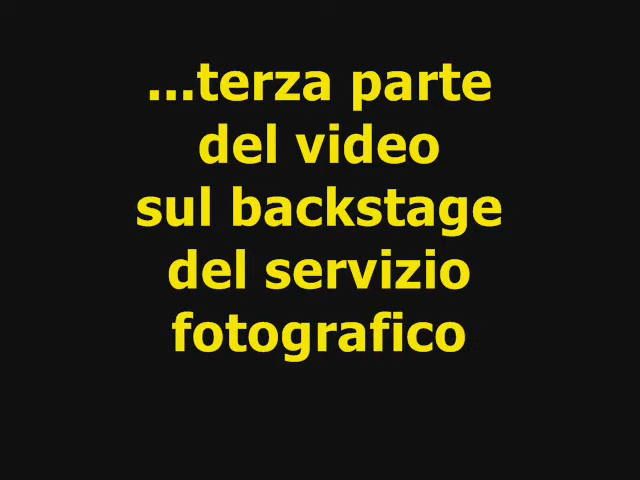 ...terza parte
del video
sul backstage
del servizio
fotografico